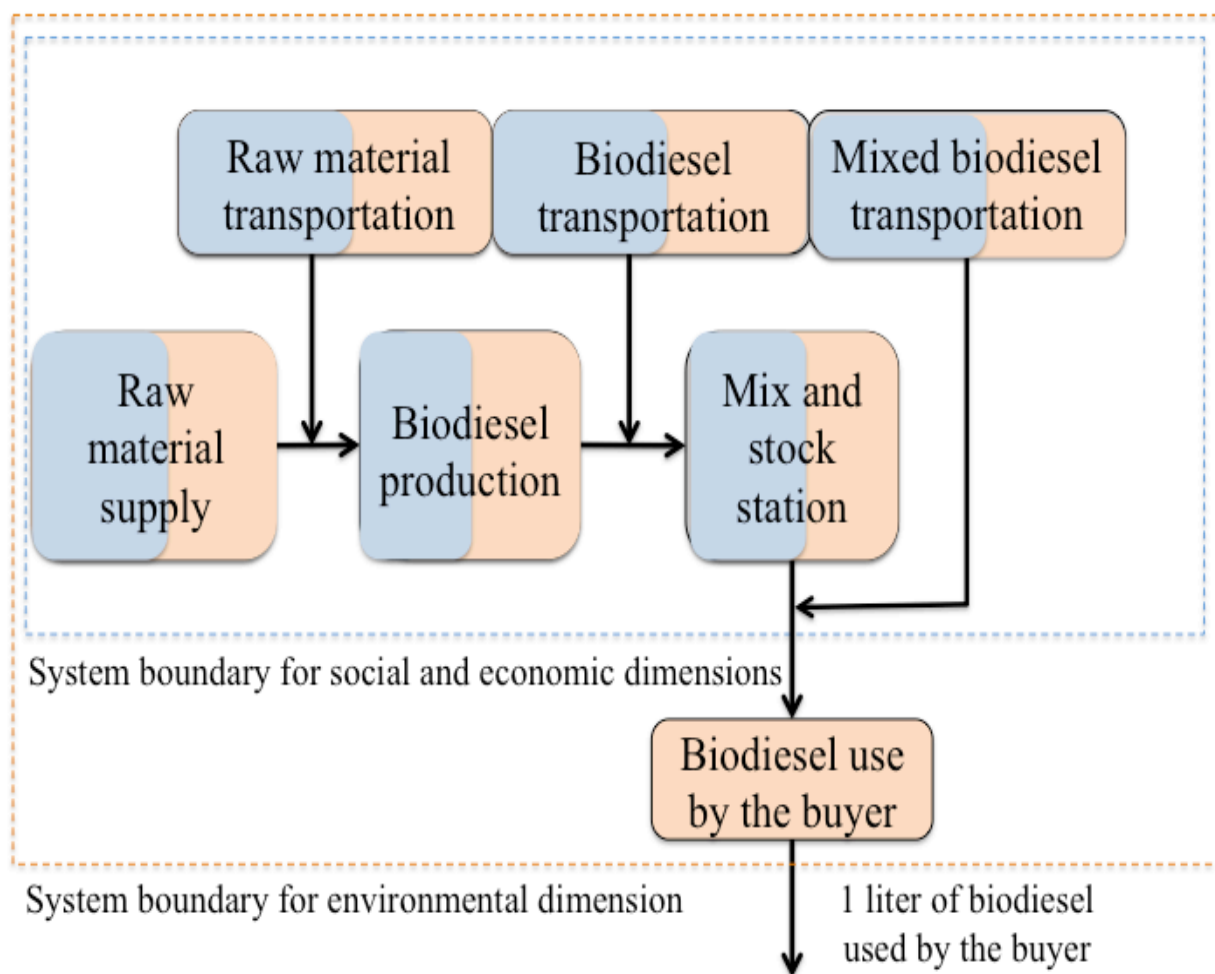 Raw material
transportation
Biodiesel
transportation
Mixed biodiesel
transportation
Raw
material
supply
Biodiesel
production
Mix and
stock
station
System boundary for social and economic dimensions
Biodiesel use
by the buyer
System boundary for environmental dimension
1 liter of biodiesel
used by the buyer